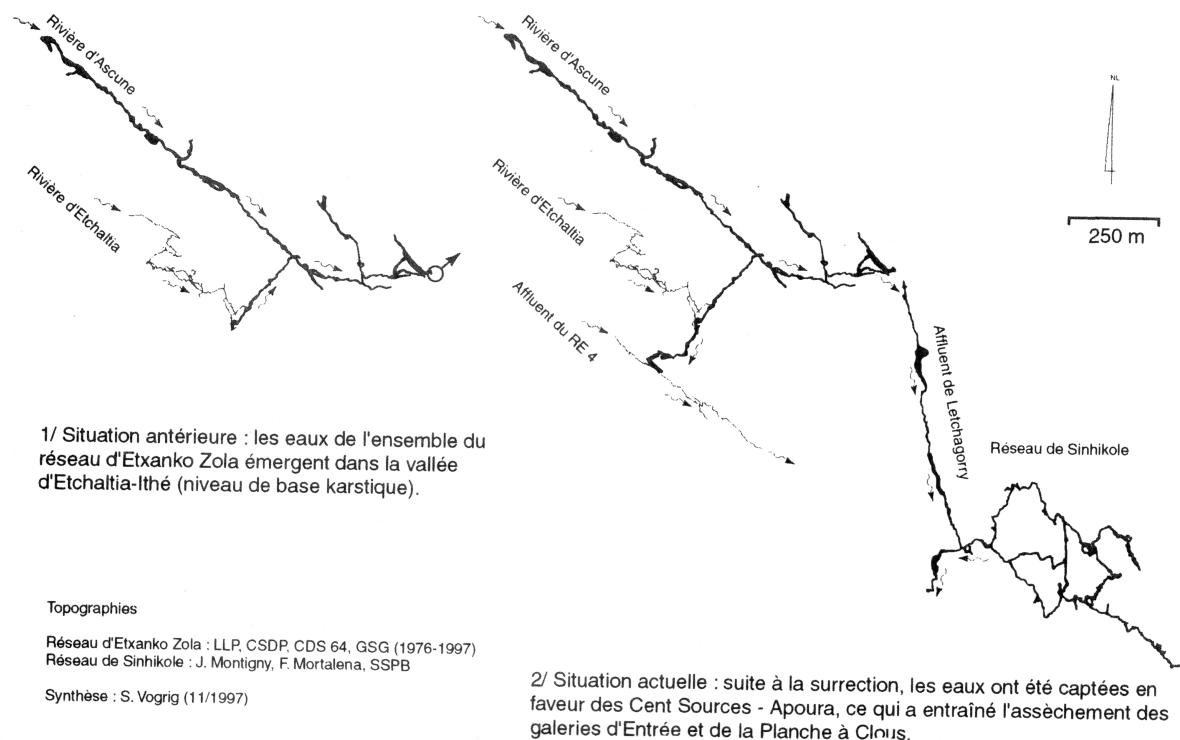 Rivière d'Ascune
Rivière d'Etchaltia
1/ Situation antérieure : les eaux de l'ensemble du
réseau d'Etxanko Zola émergent dans la vallée
d'Etchaltia-Ithé (niveau de base karstique).
Topographies
Réseau d'Etxanko Zola : LLP, CSDP, CDS 64, GSG (1976-1997)
Réseau de Sinhikole : J. Montigny, F. Mortalena, SSPB
Synthèse : S. Vogrig (11/1997)
Rivière d'Ascune
Rivière d'Etchaltia
Affluent du RE 4
Affluent de Letchagorry
Réseau de Sinhikole
NL
250 m
2/ Situation actuelle : suite à la surrection, les eaux ont été captées en
faveur des Cent Sources - Apoura, ce qui a entraîné l'assèchement des
galeries d'Entrée et de la Planche à Clous.